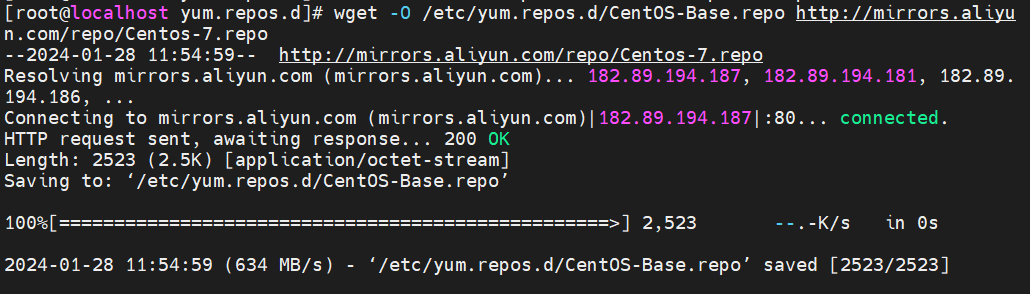 [root@localhost yum.repos.d]# wget -O /etc/yum.repos.d/CentOS-Base.repo http://mirrors.aliyu
n.com/repo/Centos-7.repo
--2024-01-28 11:54:59--  http://mirrors.aliyun.com/repo/Centos-7.repo
Resolving mirrors.aliyun.com (mirrors.aliyun.com)... 182.89.194.187, 182.89.194.181, 182.89.
194.186, ...
Connecting to mirrors.aliyun.com (mirrors.aliyun.com)|182.89.194.187|:80... connected.
HTTP request sent, awaiting response... 200 OK
Length: 2523 (2.5K) [application/octet-stream]
Saving to: ‘/etc/yum.repos.d/CentOS-Base.repo’
100%[==================================================>] 2,523       --.-K/s   in 0s
2024-01-28 11:54:59 (634 MB/s) - ‘/etc/yum.repos.d/CentOS-Base.repo’ saved [2523/2523]